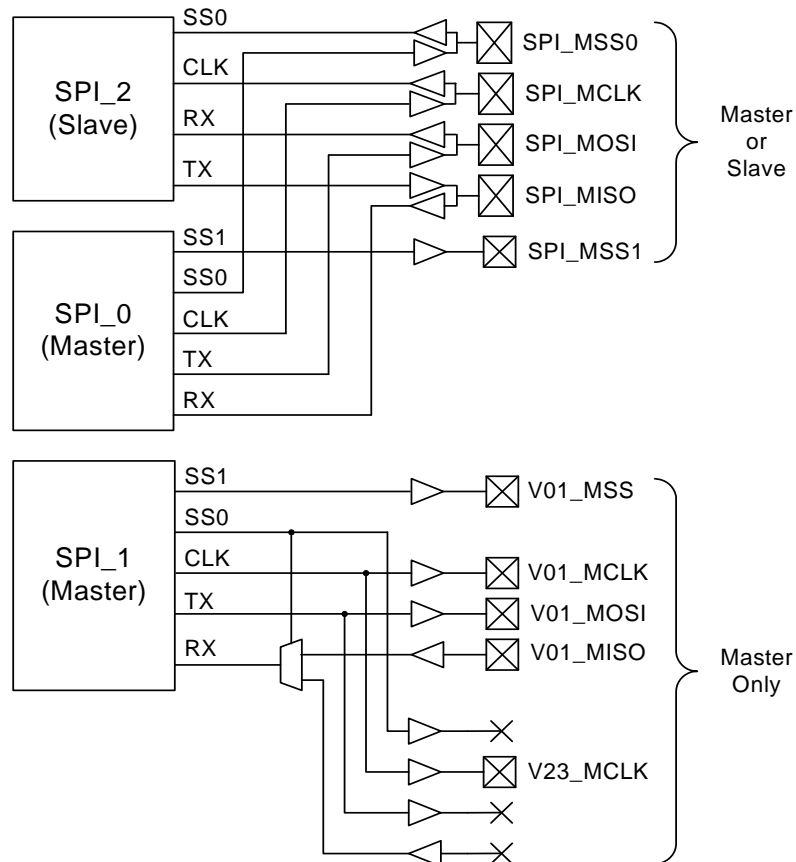 SS0
SPI_MSS0
CLK
SPI_2
(Slave)
SPI_MCLK
RX
SPI_MOSI
Master
or
Slave
TX
SPI_MISO
SS1
SPI_MSS1
SS0
SPI_0
(Master)
CLK
TX
RX
SS1
V01_MSS
SS0
SPI_1
(Master)
CLK
V01_MCLK
TX
V01_MOSI
RX
V01_MISO
Master
Only
V23_MCLK